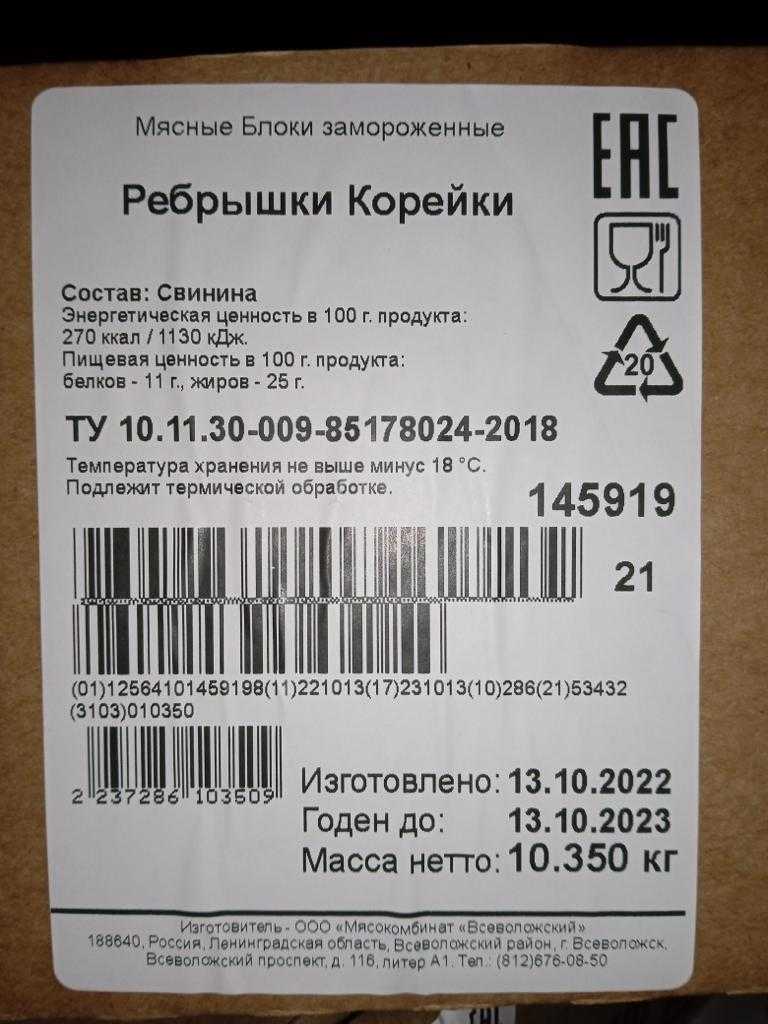 Мясные Блоки замороженные
ЕАС
Ребрышки Корейки
Состав: Свинина
Энергетическая ценность в 100 г. продукта:
270 ккал / 1130 кДж.
Пищевая ценность в 100 г. продукта:
белков - 11 г., жиров - 25 г.
20
ТУ 10.11.30-009-85178024-2018
Температура хранения не выше минус 18 °С.
Подлежит термической обработке.
145919
21
(01)12564101459198(11)221013(17)231013(10)286(21)53432
(3103)010350
2 237286 103509
Изготовлено: 13.10.2022
Годен до: 13.10.2023
Масса нетто: 10.350 кг
Изготовитель - ООО «Мясокомбинат «Всеволожский»
188640, Россия, Ленинградская область, Всеволожский район, г. Всеволожск,
Всеволожский проспект, д. 116, литер А1. Тел.: (812)676-08-50
ЕАС